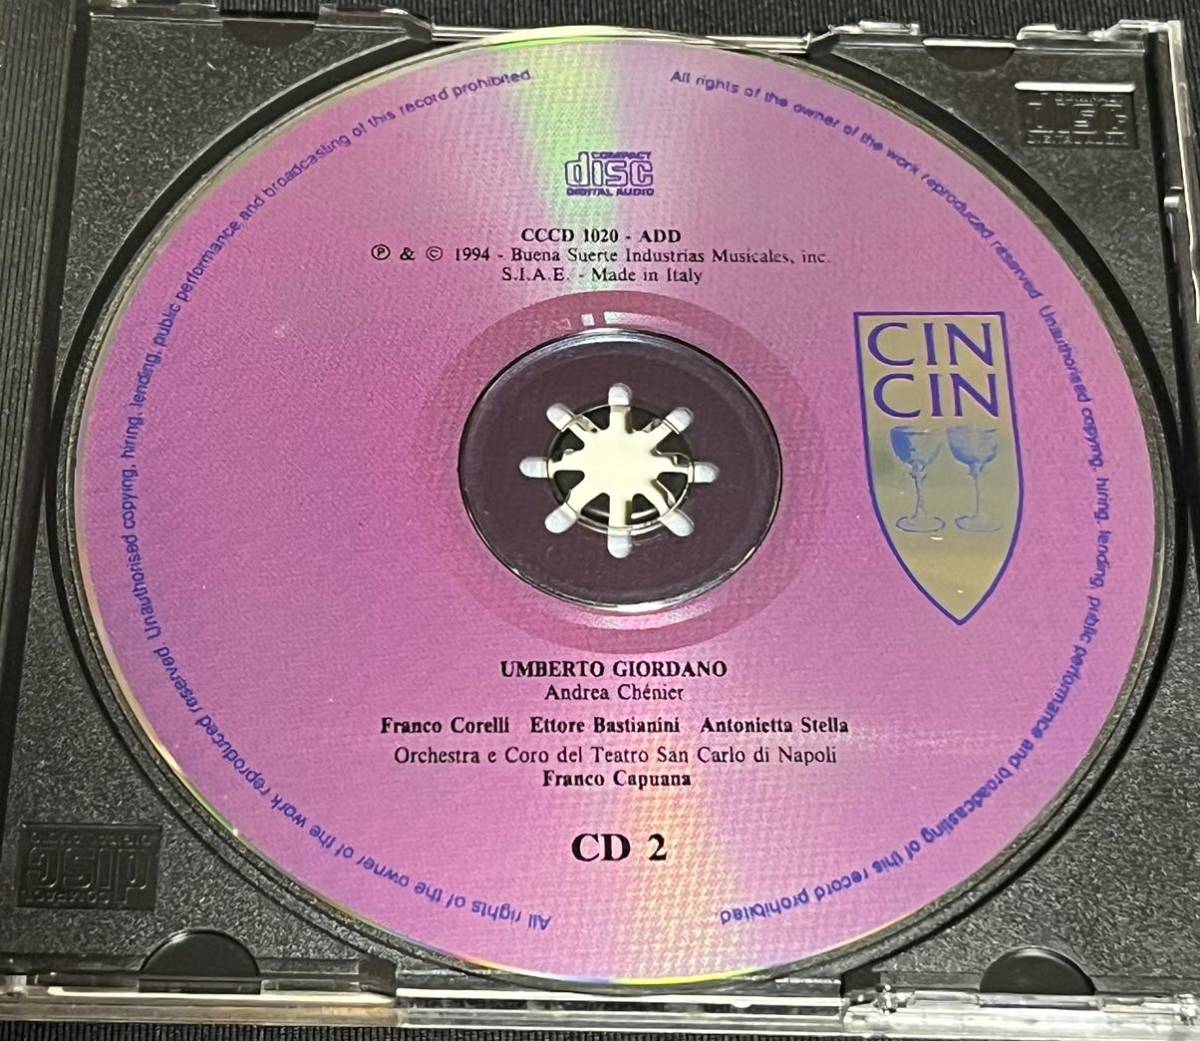 All rights of the owner of the work reproduced reserved. Unauthorised copying, hiring, lending, public performance and broadcasting of this record prohibited
All rights of the owner of the work reproduced reserved. Unauthorised copying, hiring, lending, public performance and broadcasting of this record prohibited.
COMPACT
disc
DIGITAL AUDIO
CCCD 1020 - ADD
℗ & © 1994 - Buena Suerte Industrias Musicales, inc.
S.I.A.E. - Made in Italy
CIN
CIN
UMBERTO GIORDANO
Andrea Chénier
Franco Corelli Ettore Bastianini Antonietta Stella
Orchestra e Coro del Teatro San Carlo di Napoli
Franco Capuana
CD 2
disc